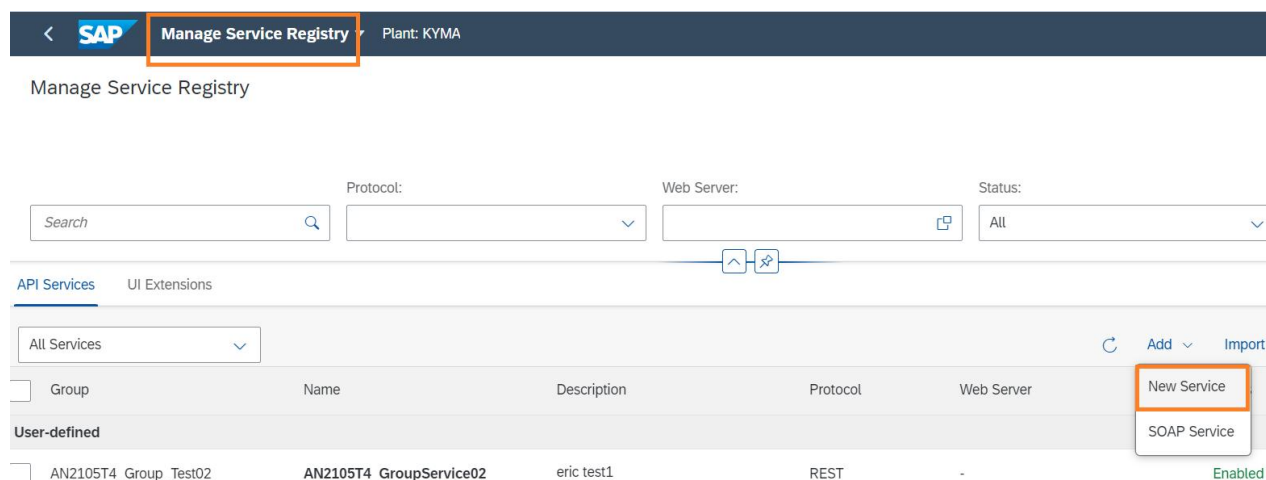 SAP Manage Service Registry Plant: KYMA
Manage Service Registry
Protocol: Web Server: Status:
Search All
API Services UI Extensions
All Services Add Import
New Service
Group Name Description Protocol Web Server
SOAP Service
User-defined
AN2105T4_Group_Test02 AN2105T4_GroupService02 eric test1 REST - Enabled